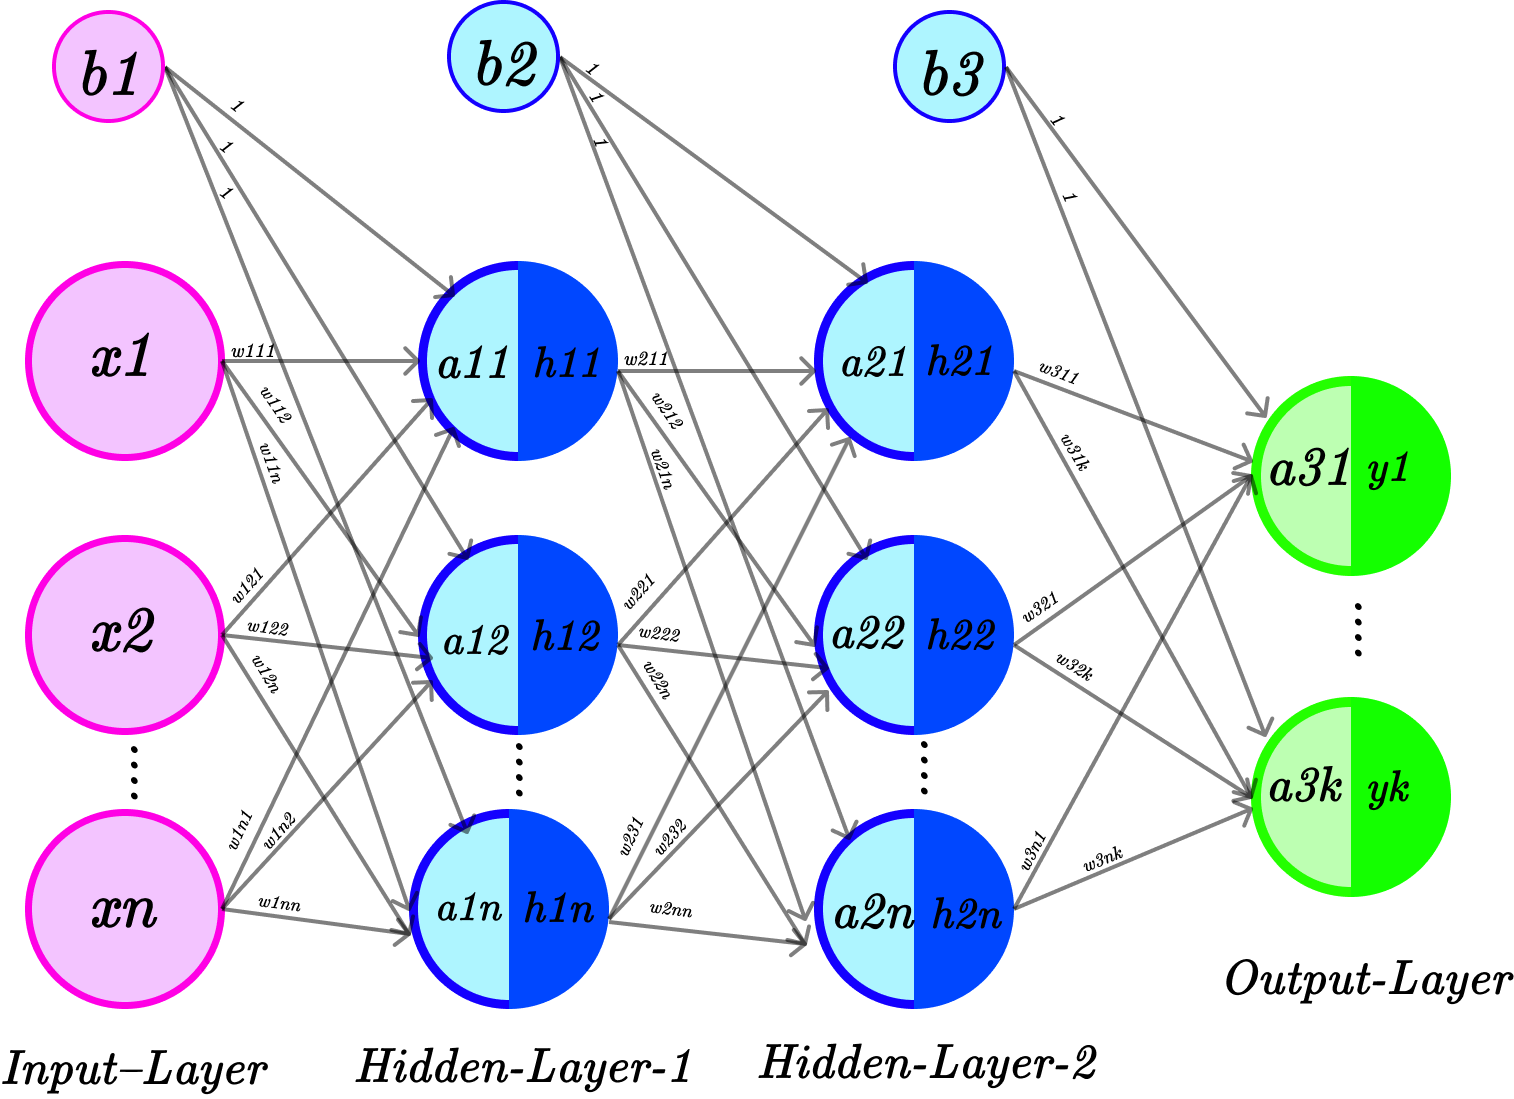 b1
b2
b3
1
1
1
1
1
1
1
1
x1
w111
w112
w11n
a11 h11
w211
w212
w21n
a21 h21
w311
w31k
a31 y1
x2
w121
w122
w12n
a12 h12
w221
w222
w22n
a22 h22
w321
w32k
a3k yk
xn
w1n1
w1n2
w1nn
a1n h1n
w231
w232
w2nn
a2n h2n
w3n1
w3nk
Output-Layer
Input–Layer
Hidden-Layer-1
Hidden-Layer-2